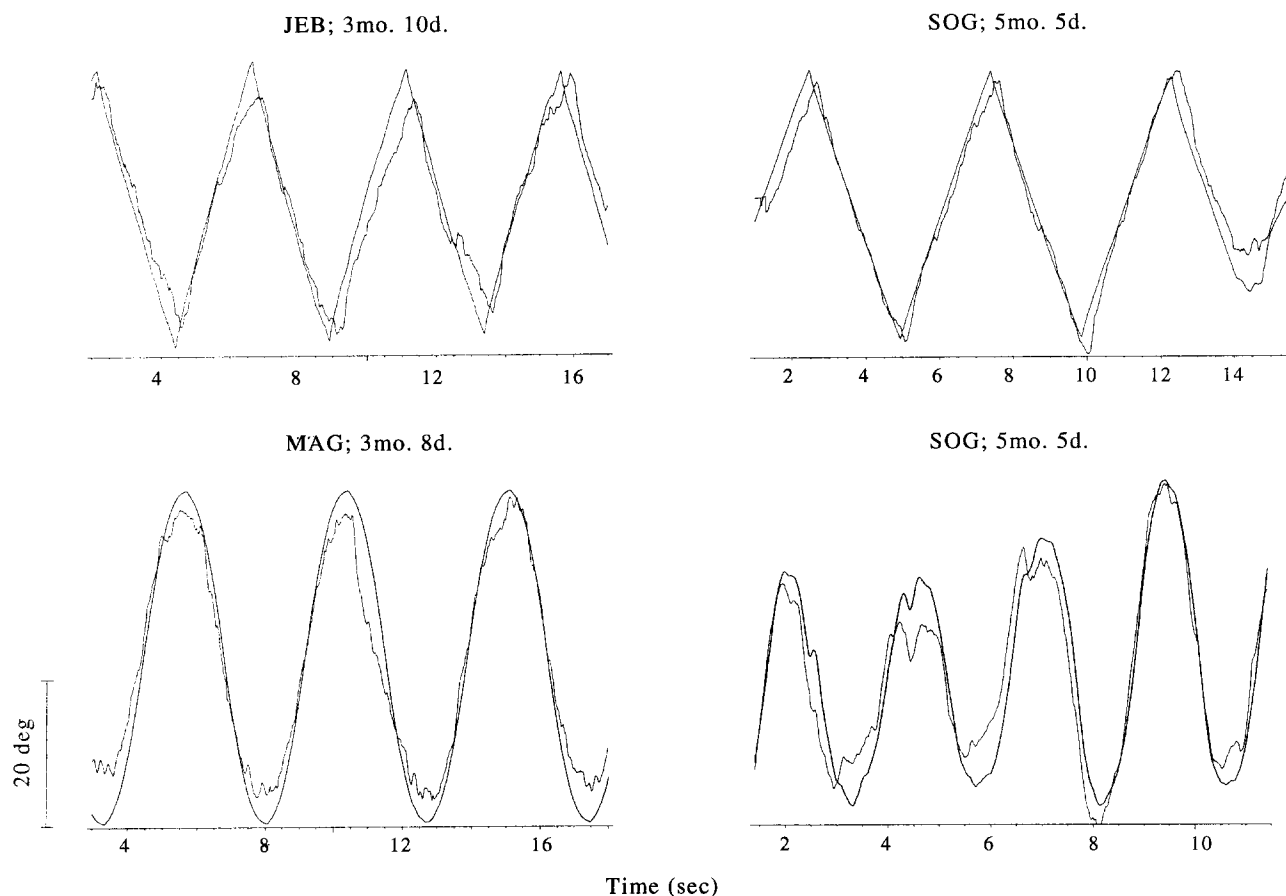 JEB; 3mo. 10d.
SOG; 5mo. 5d.
4 8 12 16
2 4 6 8 10 12 14
MAG; 3mo. 8d.
SOG; 5mo. 5d.
20 deg
4 8 12 16
2 4 6 8 10
Time (sec)